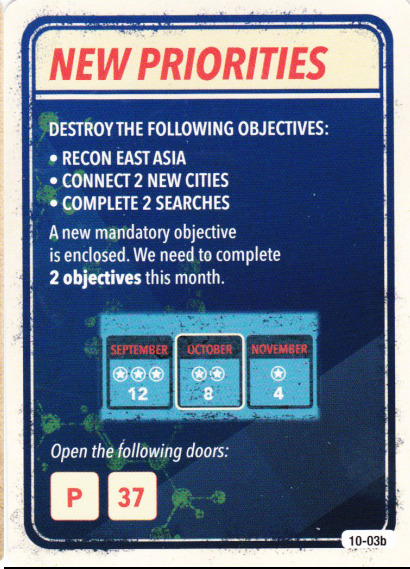 NEW PRIORITIES
DESTROY THE FOLLOWING OBJECTIVES:
• RECON EAST ASIA
• CONNECT 2 NEW CITIES
• COMPLETE 2 SEARCHES
A new mandatory objective
is enclosed. We need to complete
2 objectives this month.
SEPTEMBER OCTOBER NOVEMBER
12 8 4
Open the following doors:
P 37
10-03b